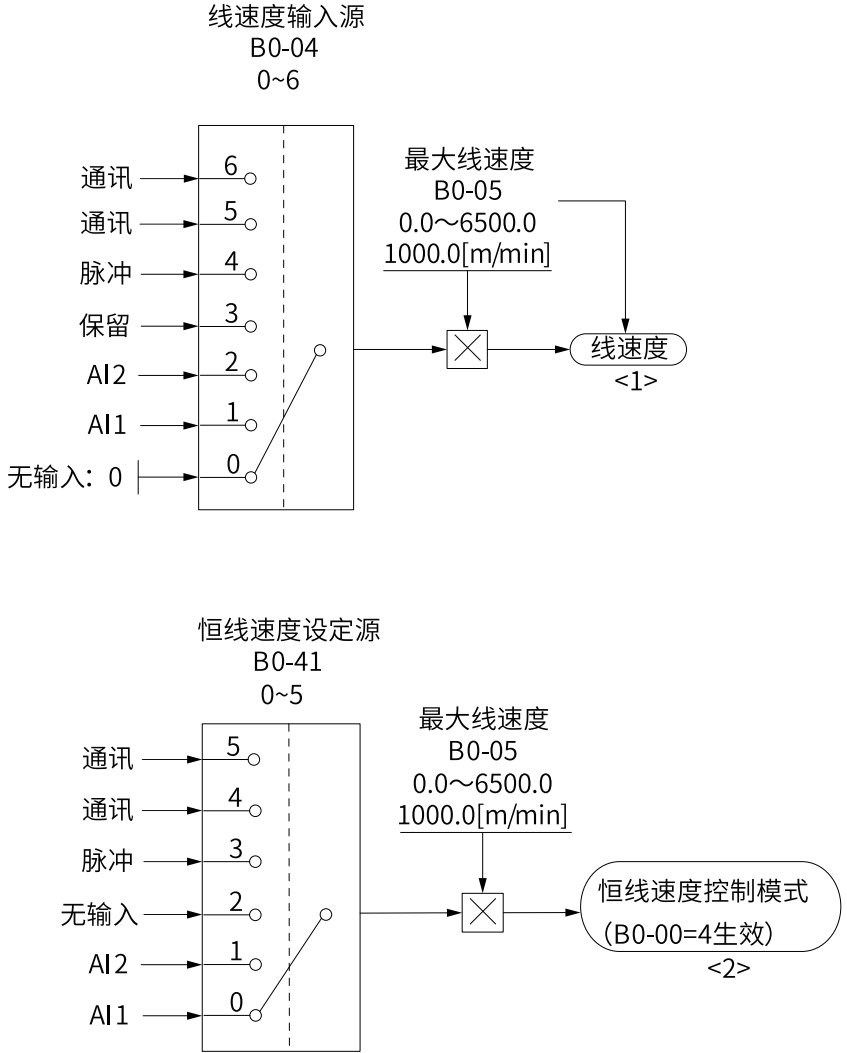 线速度输入源
B0-04
0~6
通讯 6
通讯 5
脉冲 4
保留 3
AI2 2
AI1 1
无输入：0 0
最大线速度
B0-05
0.0～6500.0
1000.0[m/min]
线速度
<1>
恒线速度设定源
B0-41
0~5
通讯 5
通讯 4
脉冲 3
无输入 2
AI2 1
AI1 0
最大线速度
B0-05
0.0～6500.0
1000.0[m/min]
恒线速度控制模式
（B0-00=4生效）
<2>